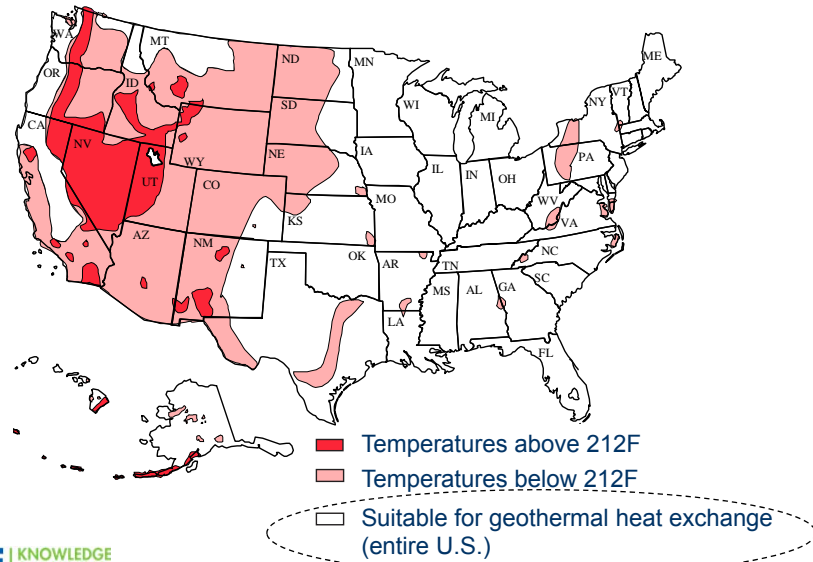 WA
MT
ND
MN
ME
OR
ID
SD
WI
MI
NY
VT
CA
NV
WY
NE
IA
PA
UT
CO
IL
IN
OH
KS
MO
WV
VA
AZ
NM
OK
AR
TN
NC
TX
MS
AL
GA
SC
LA
FL
Temperatures above 212F
Temperatures below 212F
Suitable for geothermal heat exchange
(entire U.S.)
| KNOWLEDGE